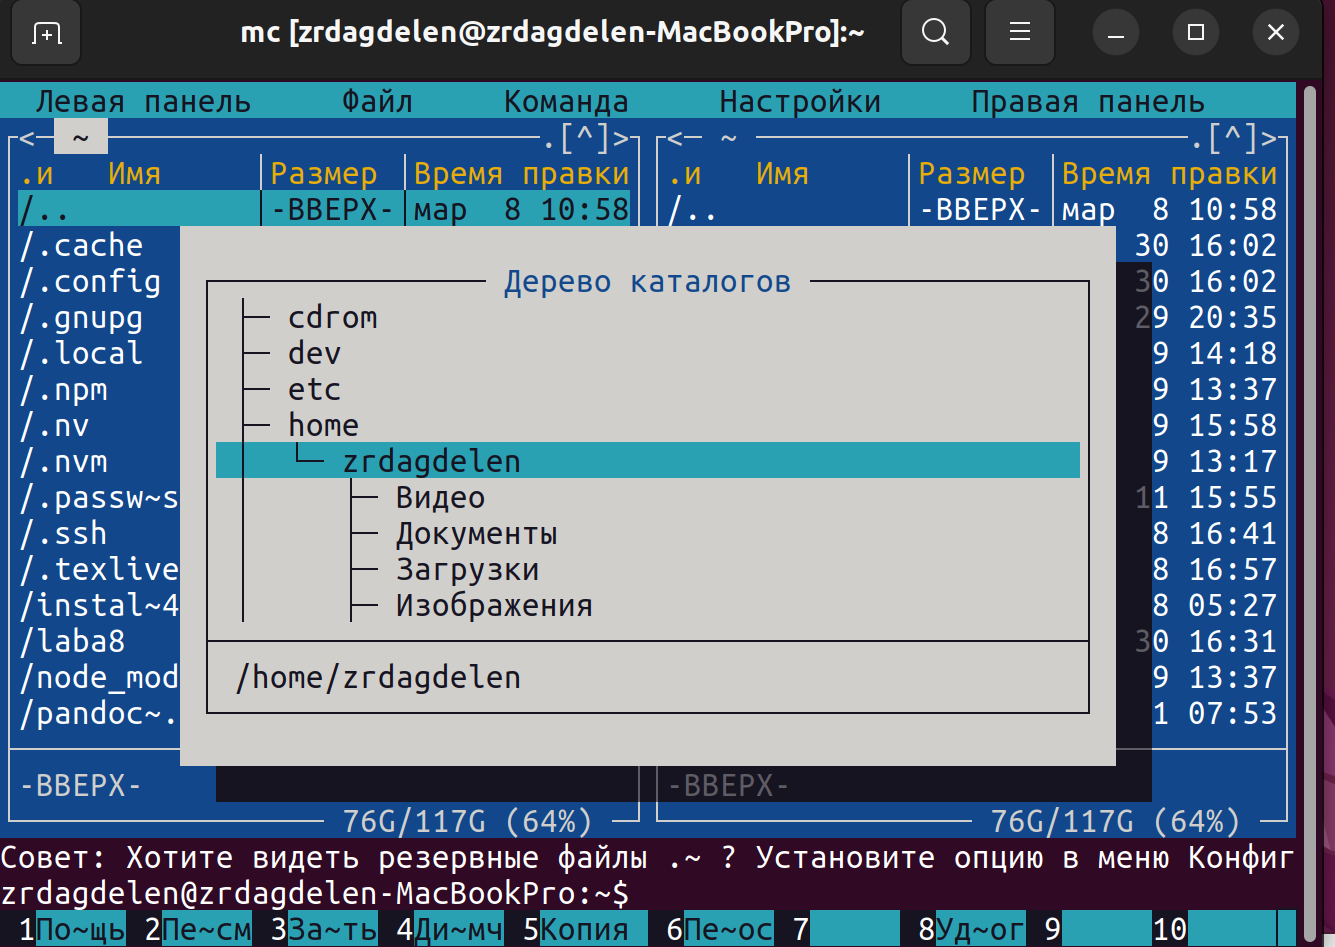 mc [zrdagdelen@zrdagdelen-MacBookPro]:~
Левая панель Файл Команда Настройки Правая панель
<─ ~ .[^]> <─ ~ .[^]>
.и Имя Размер Время правки .и Имя Размер Время правки
/.. -ВВЕРХ- мар 8 10:58 /.. -ВВЕРХ- мар 8 10:58
/.cache 30 16:02
/.config Дерево каталогов 30 16:02
/.gnupg cdrom 29 20:35
/.local dev 9 14:18
/.npm etc 9 13:37
/.nv home 9 15:58
/.nvm zrdagdelen 9 13:17
/.passw~s Видео 11 15:55
/.ssh Документы 8 16:41
/.texlive Загрузки 8 16:57
/instal~4 Изображения 8 05:27
/laba8 30 16:31
/node_mod /home/zrdagdelen 9 13:37
/pandoc~. 1 07:53
-ВВЕРХ- -ВВЕРХ-
76G/117G (64%) 76G/117G (64%)
Совет: Хотите видеть резервные файлы .~ ? Установите опцию в меню Конфиг
zrdagdelen@zrdagdelen-MacBookPro:~$
1По~щь 2Пе~см 3За~ть 4Ди~мч 5Копия 6Пе~ос 7 8Уд~ог 9 10